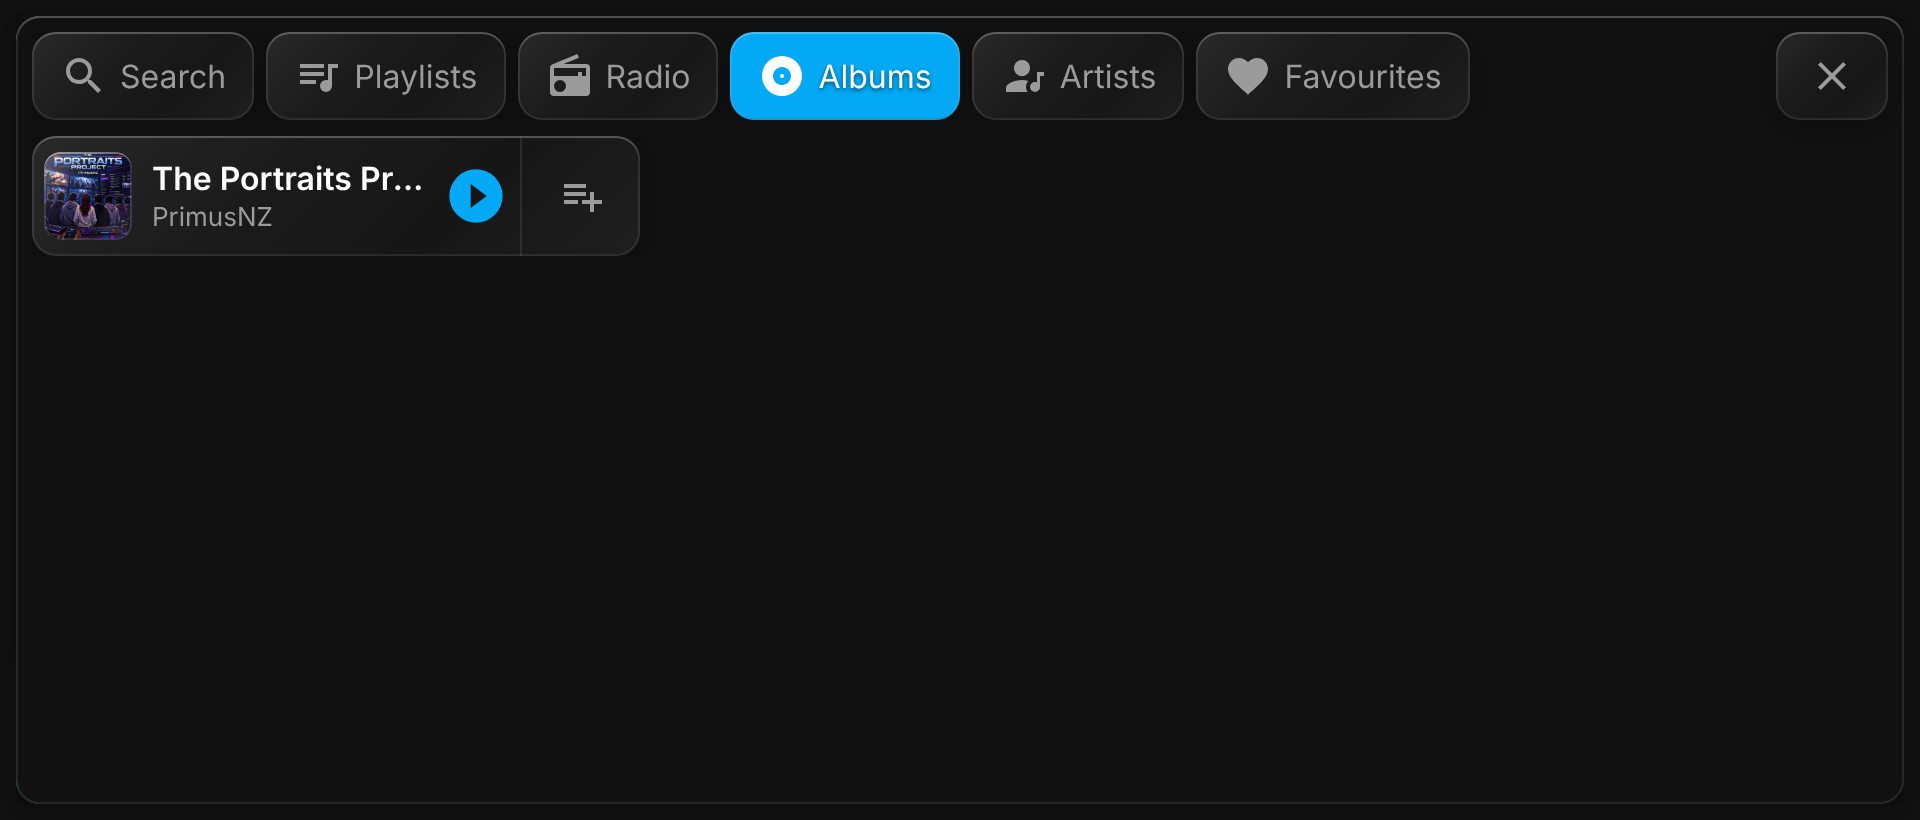 Search
Playlists
Radio
Albums
Artists
Favourites
PORTRAITS
PROJECT
The Portraits Pr...
PrimusNZ